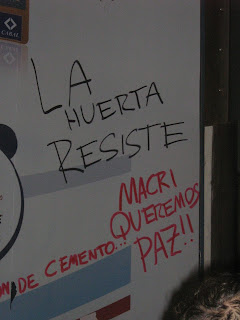 LA
HUERTA
RESISTE
MACRI
QUEREMOS
PAZ!!
DE CEMENTO...